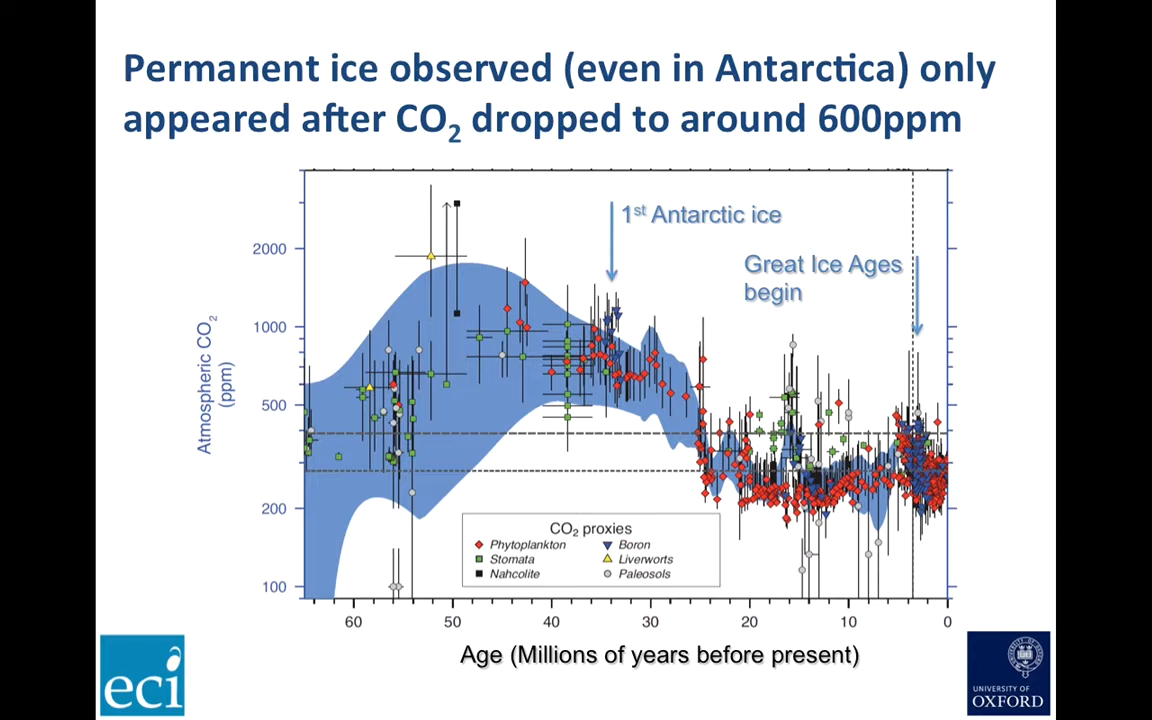 Permanent ice observed (even in Antarctica) only
appeared after CO2 dropped to around 600ppm
1st Antarctic ice
Great Ice Ages
begin
Atmospheric CO2
(ppm)
2000
1000
500
200
100
CO2 proxies
Phytoplankton
Boron
Stomata
Liverworts
Nahcolite
Paleosols
60
50
40
30
20
10
0
Age (Millions of years before present)
eci
UNIVERSITY OF
OXFORD